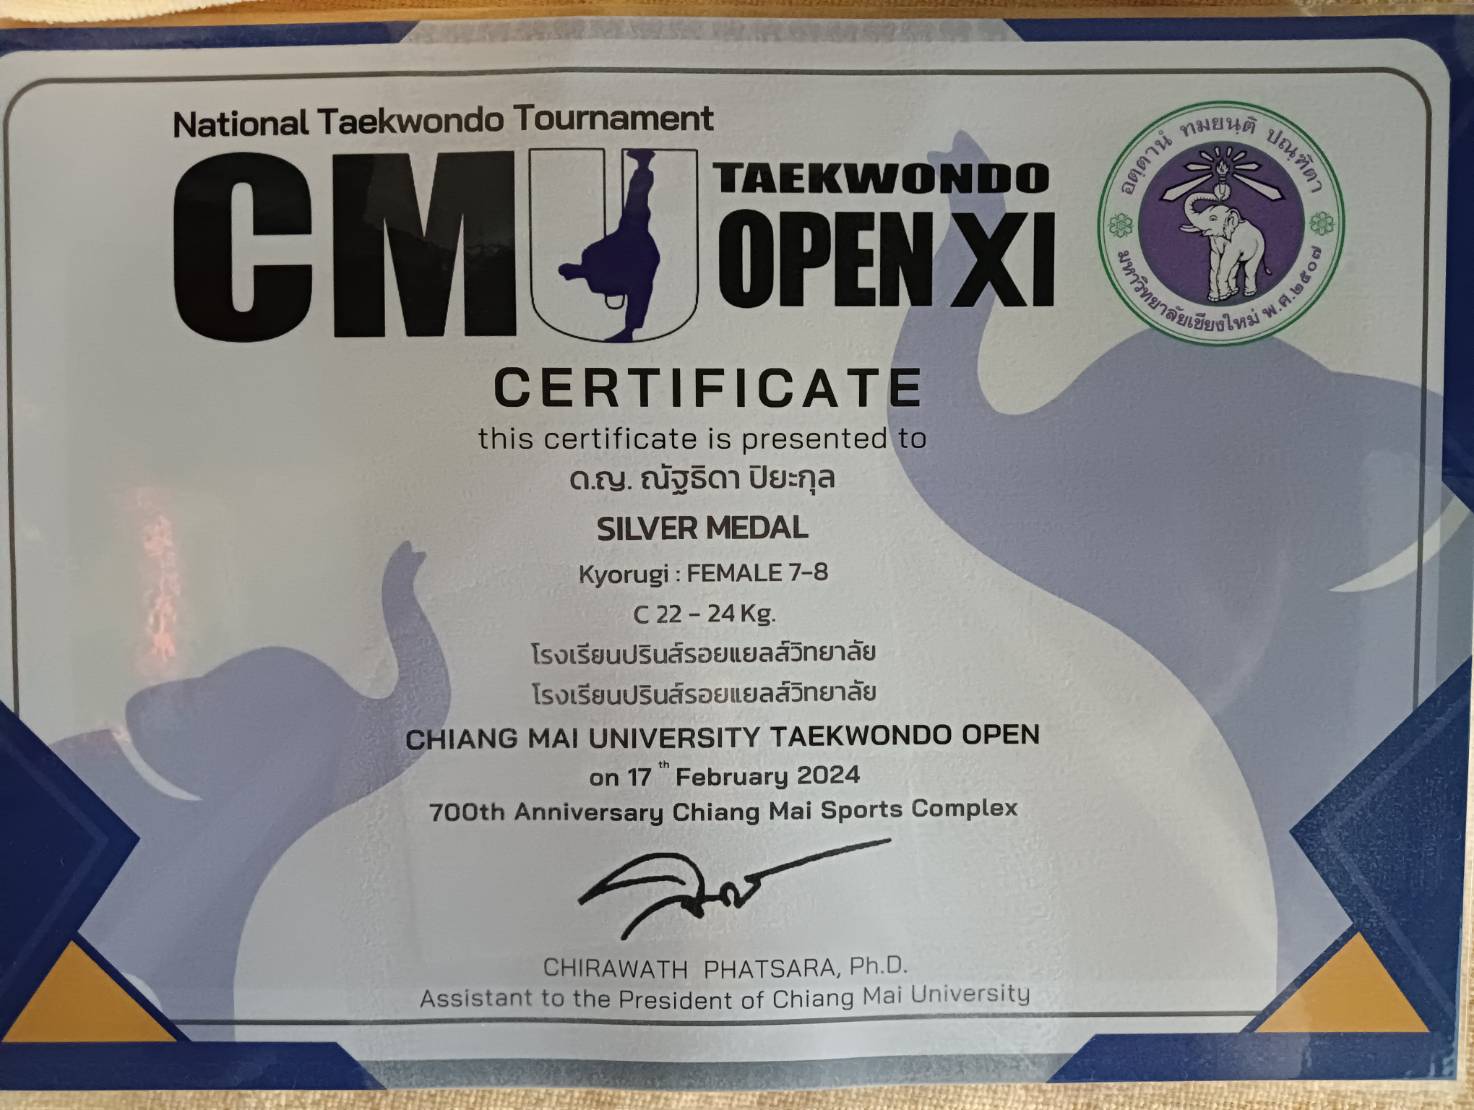 National Taekwondo Tournament
CMU TAEKWONDO
OPEN XI
อตฺตานํ ทมยนฺติ ปณฺฑิตา
มหาวิทยาลัยเชียงใหม่ พ.ศ.๒๕๐๗
CERTIFICATE
this certificate is presented to
ด.ญ. ณัฐธิดา ปิยะกุล
SILVER MEDAL
Kyorugi : FEMALE 7-8
C 22 - 24 Kg.
โรงเรียนปรินส์รอยแยลส์วิทยาลัย
โรงเรียนปรินส์รอยแยลส์วิทยาลัย
CHIANG MAI UNIVERSITY TAEKWONDO OPEN
on 17 th February 2024
700th Anniversary Chiang Mai Sports Complex
CHIRAWATH PHATSARA, Ph.D.
Assistant to the President of Chiang Mai University